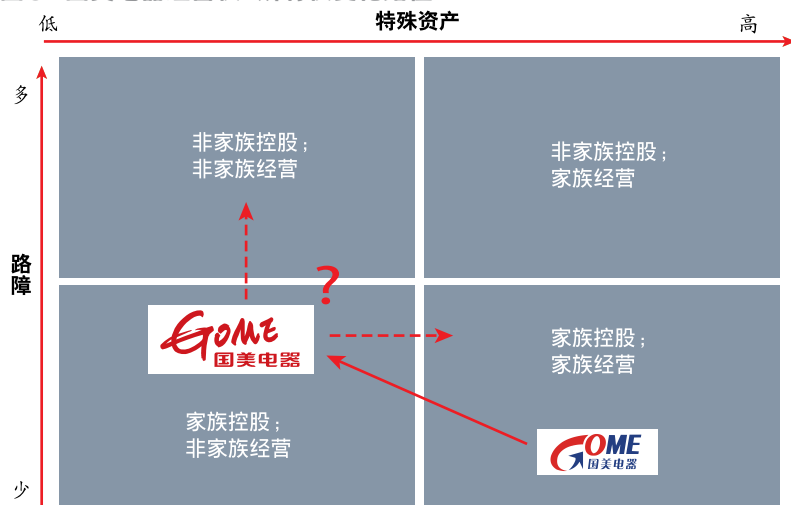 特殊资产
低
高
多
非家族控股；
非家族经营
非家族控股；
家族经营
路障
?
GOME
国美电器
家族控股；
家族经营
家族控股；
非家族经营
GOME
国美电器
少